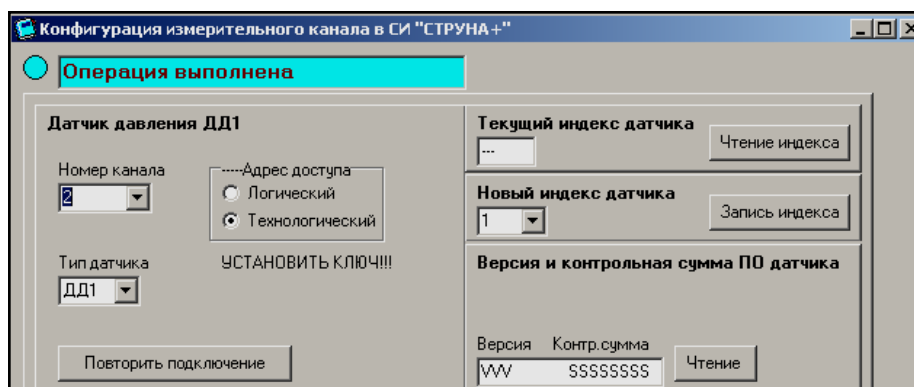 Конфигурация измерительного канала в СИ "СТРУНА+"
Операция выполнена
Датчик давления ДД1
Номер канала
2
-----Адрес доступа
Логический
Технологический
Тип датчика
ДД1
УСТАНОВИТЬ КЛЮЧ!!!
Повторить подключение
Текущий индекс датчика
---
Чтение индекса
Новый индекс датчика
1
Запись индекса
Версия и контрольная сумма ПО датчика
Версия Контр.сумма
VVV SSSSSSSS
Чтение